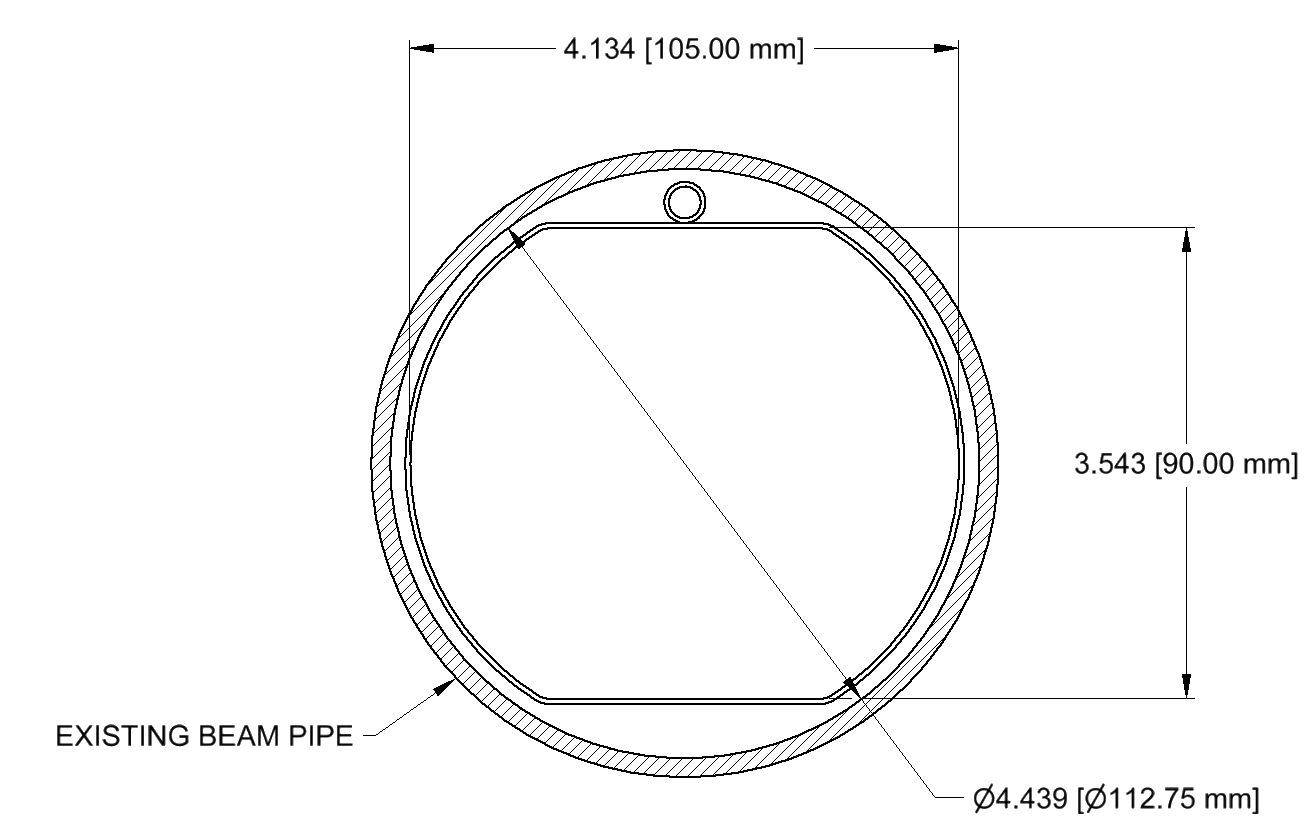 4.134 [105.00 mm]
3.543 [90.00 mm]
EXISTING BEAM PIPE
Ø4.439 [Ø112.75 mm]